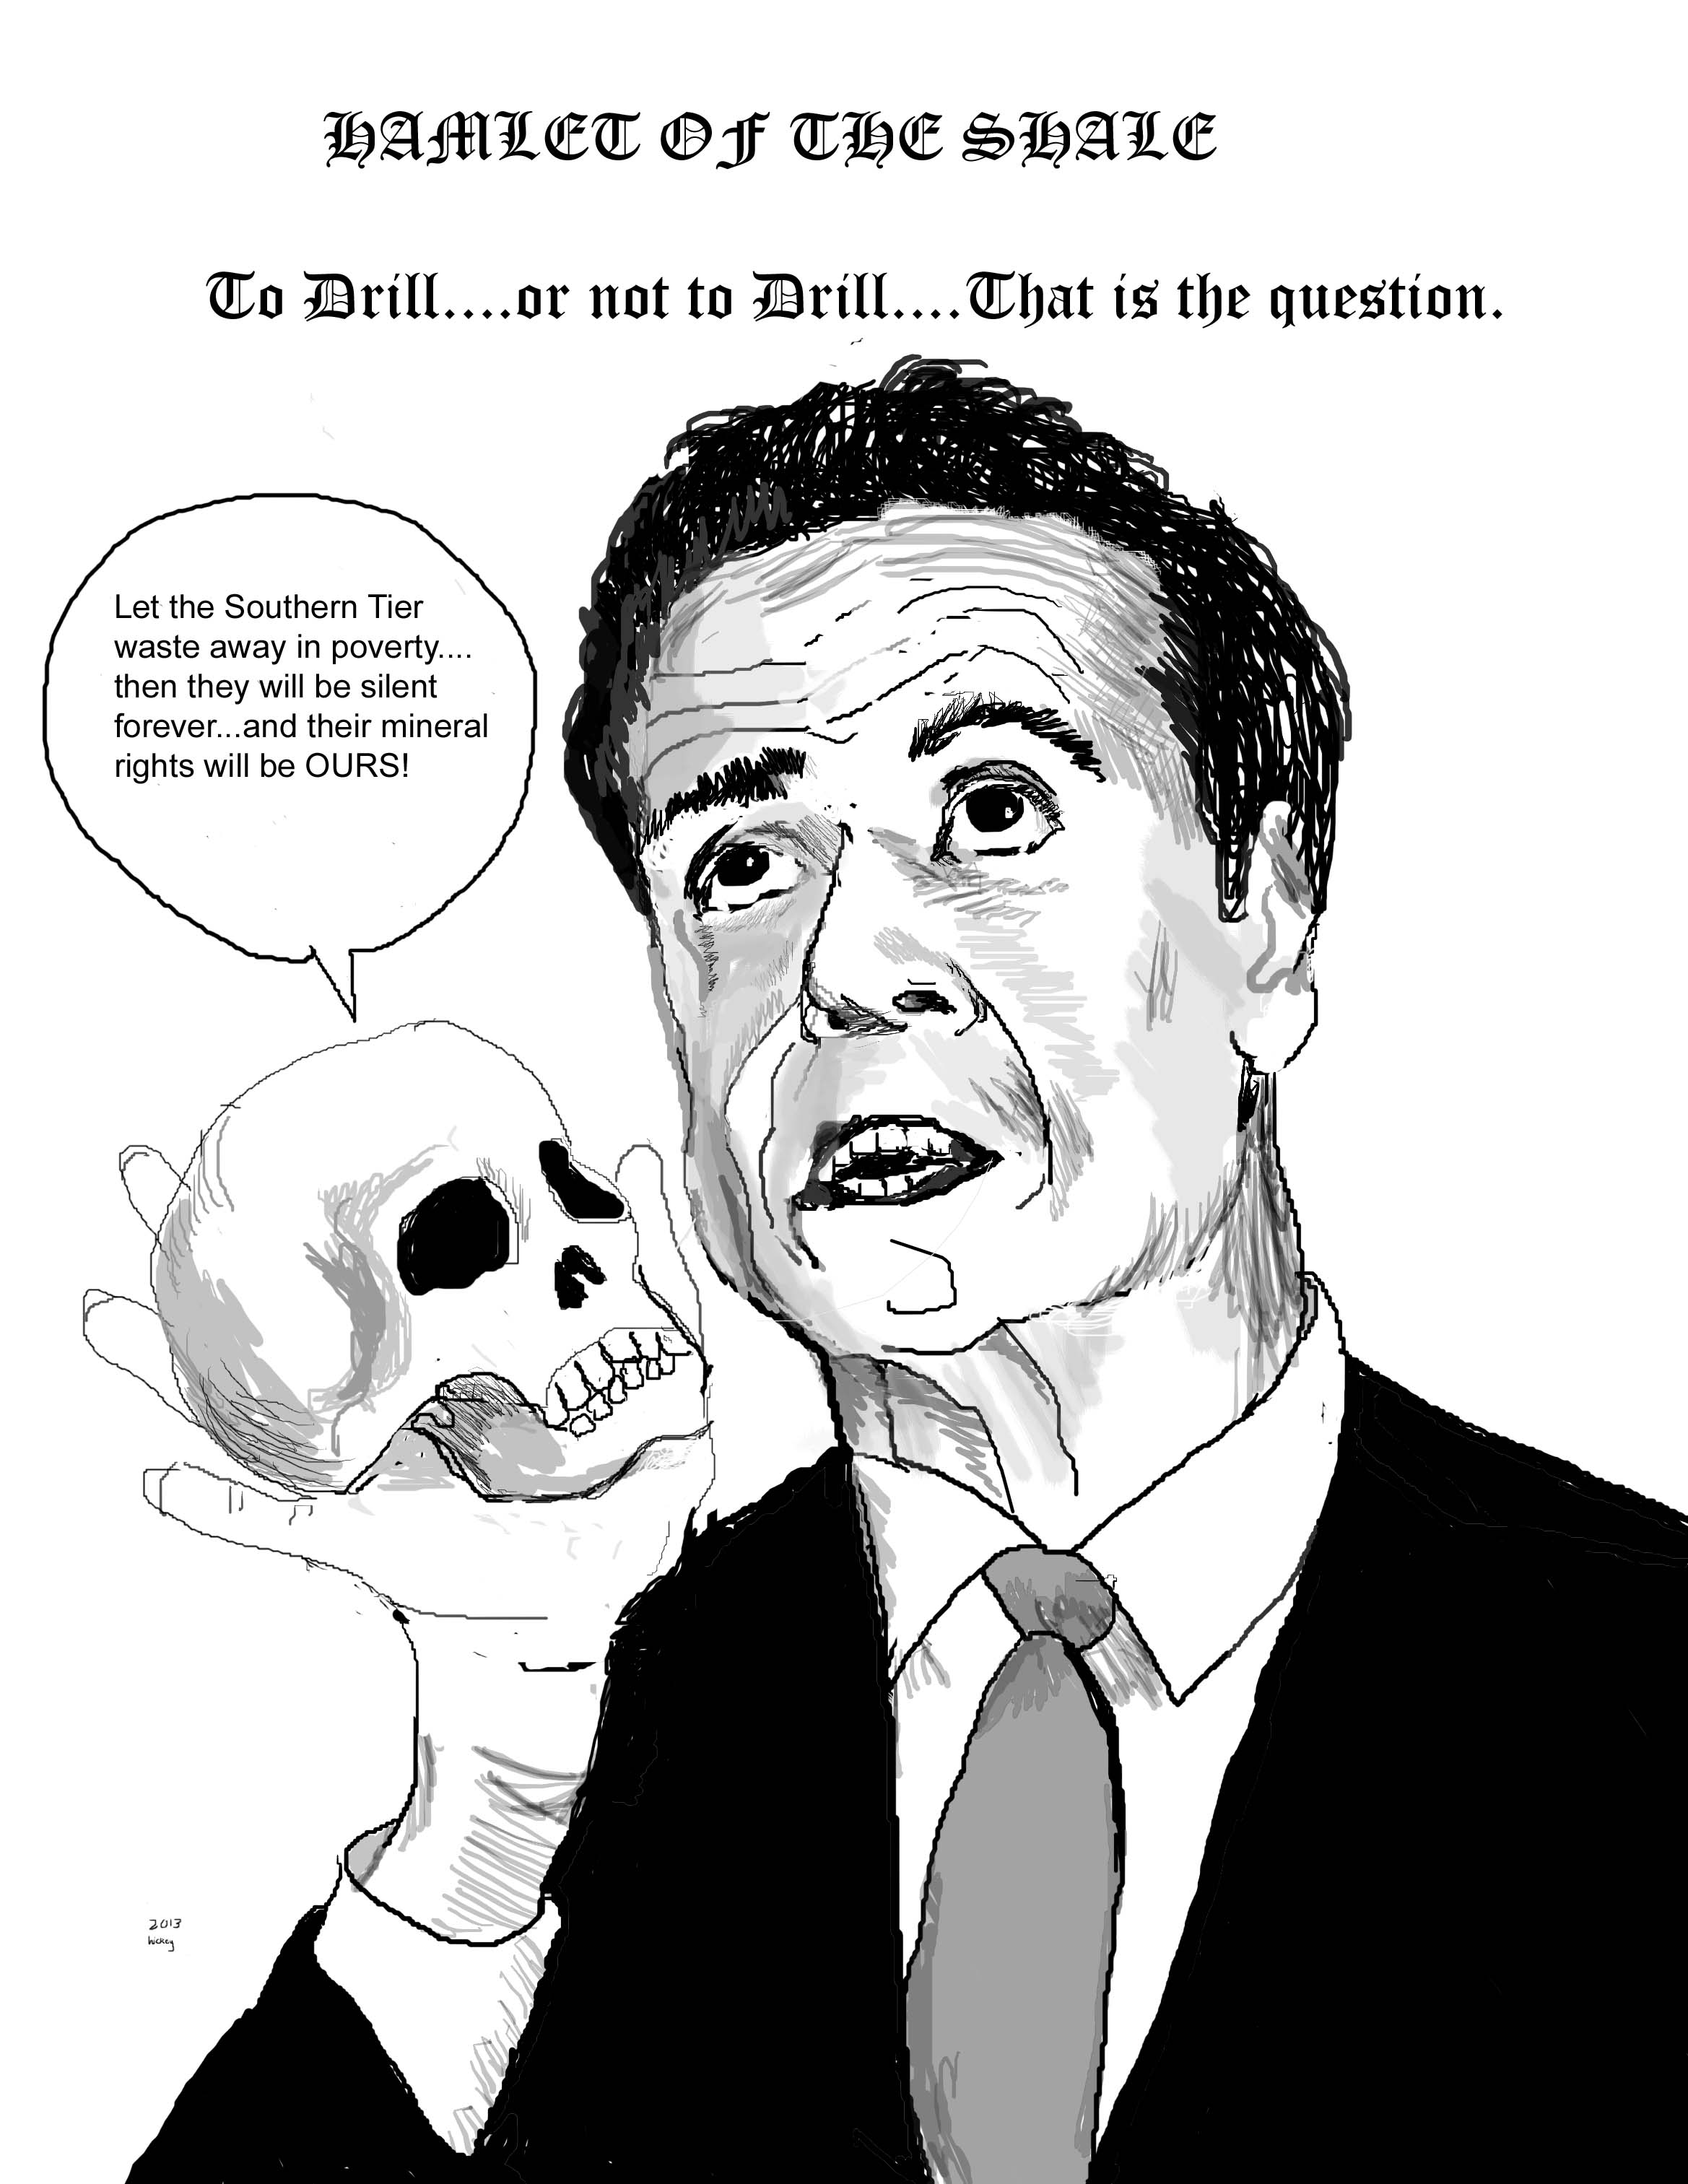 HAMLET OF THE SHALE
To Drill....or not to Drill....That is the question.
Let the Southern Tier
waste away in poverty....
then they will be silent
forever...and their mineral
rights will be OURS!
2013
hickey